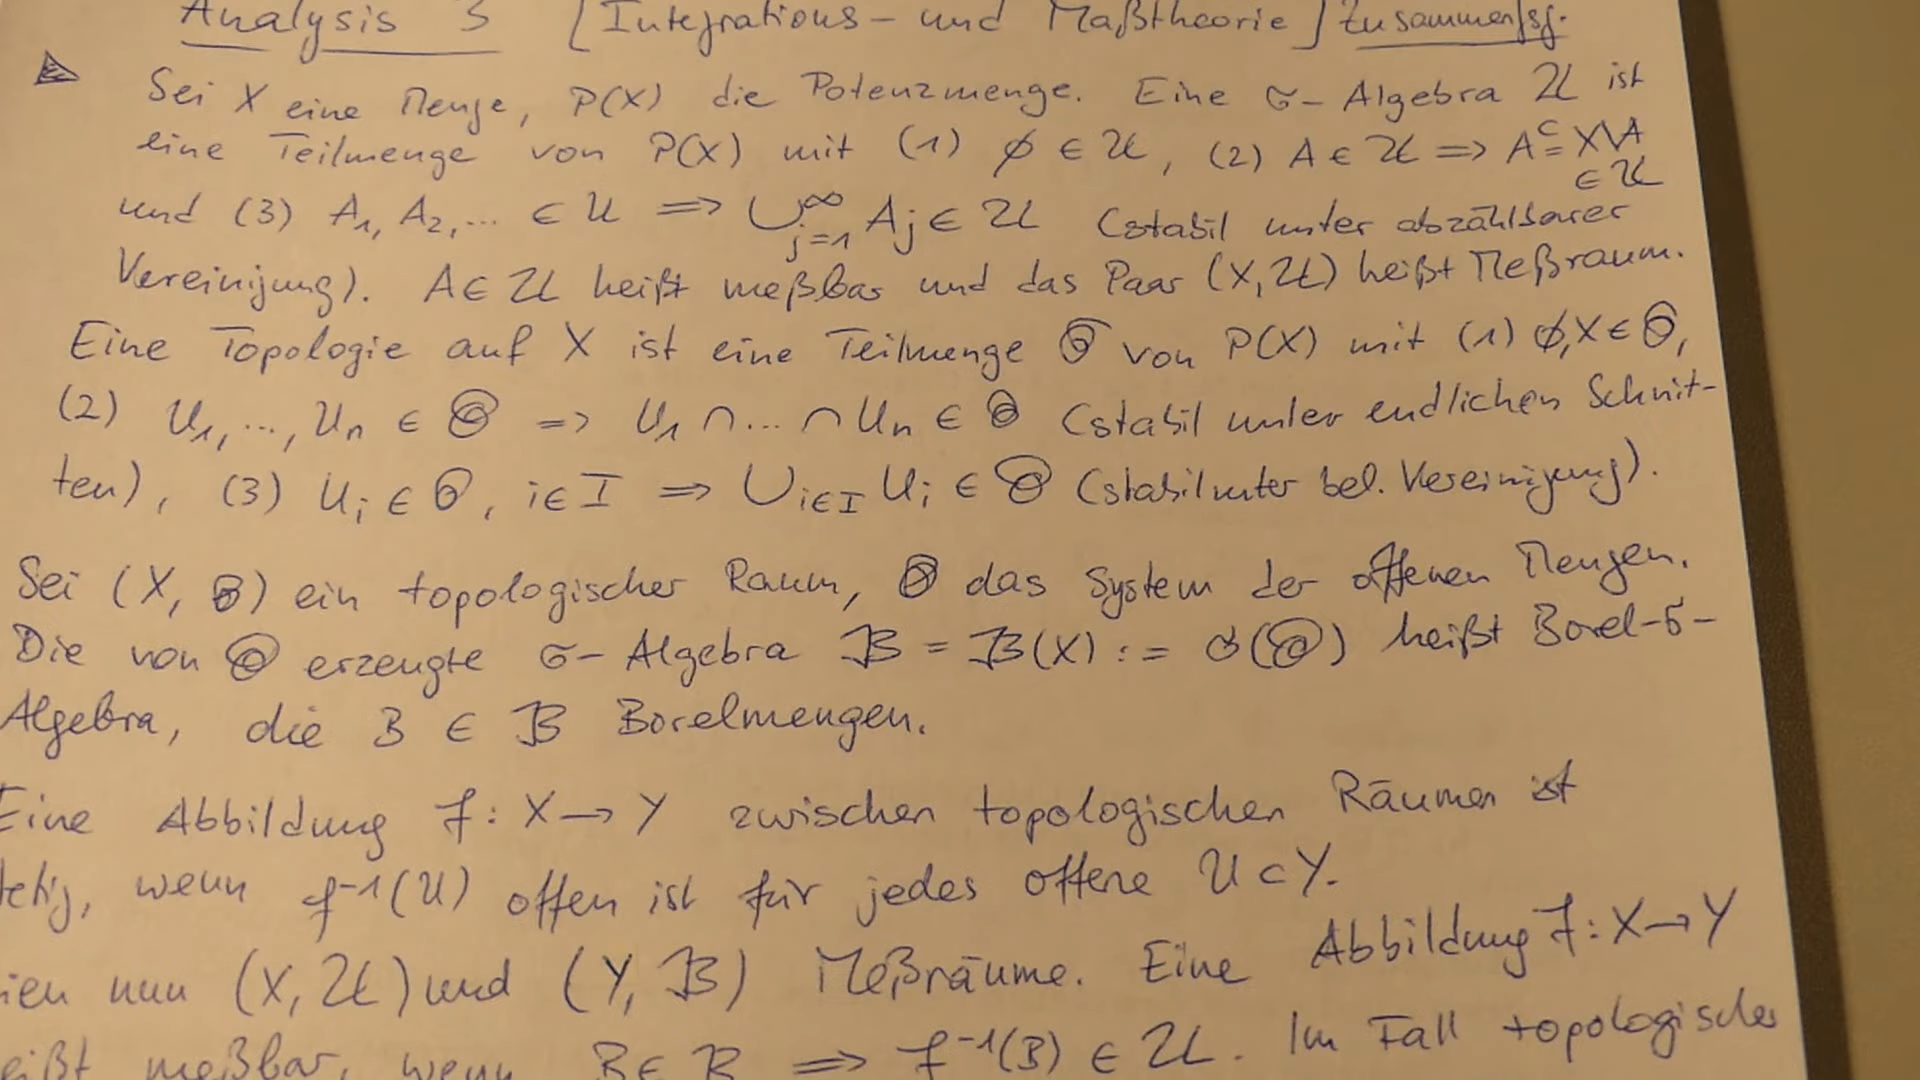 Analysis 3 [Integrations- und Maßtheorie] Zusammenfsg.
Sei X eine Menge, P(X) die Potenzmenge. Eine σ-Algebra 𝒰 ist
eine Teilmenge von P(X) mit (1) ∅ ∈ 𝒰, (2) A ∈ 𝒰 ⟹ Aᶜ = X\A
∈ 𝒰
und (3) A₁, A₂, ... ∈ 𝒰 ⟹ ⋃_{j=1}^∞ Aj ∈ 𝒰 (stabil unter abzählbarer
Vereinigung). A ∈ 𝒰 heißt meßbar und das Paar (X, 𝒰) heißt Meßraum.
Eine Topologie auf X ist eine Teilmenge 𝒪 von P(X) mit (1) ∅, X ∈ 𝒪,
(2) U₁, ..., Uₙ ∈ 𝒪 ⟹ U₁ ∩ ... ∩ Uₙ ∈ 𝒪 (stabil unter endlichen Schnit-
ten), (3) Uᵢ ∈ 𝒪, i ∈ I ⟹ ⋃_{i∈I} Uᵢ ∈ 𝒪 (stabil unter bel. Vereinigung).
Sei (X, 𝒪) ein topologischer Raum, 𝒪 das System der offenen Mengen.
Die von 𝒪 erzeugte σ-Algebra ℬ = ℬ(X) := σ(𝒪) heißt Borel-σ-
Algebra, die B ∈ ℬ Borelmengen.
Eine Abbildung f: X → Y zwischen topologischen Räumen ist
tetig, wenn f⁻¹(U) offen ist für jedes offene U ⊂ Y.
ien nun (X, 𝒰) und (Y, ℬ) Meßräume. Eine Abbildung f: X → Y
eißt meßbar, wenn B ∈ ℬ ⟹ f⁻¹(B) ∈ 𝒰. Im Fall topologischer